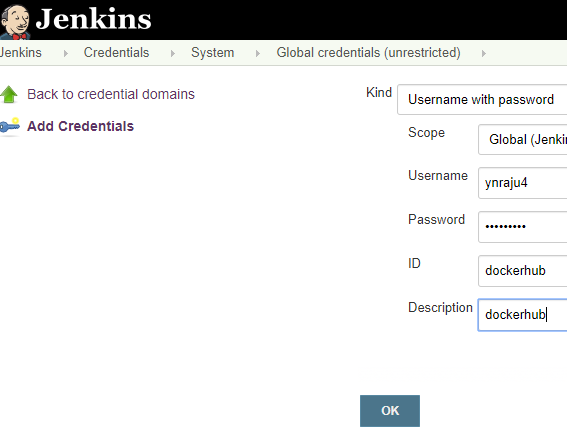 Jenkins
Jenkins Credentials System Global credentials (unrestricted)
Back to credential domains
Add Credentials
Kind Username with password
Scope Global (Jenki
Username ynraju4
Password •••••••••
ID dockerhub
Description dockerhub
OK